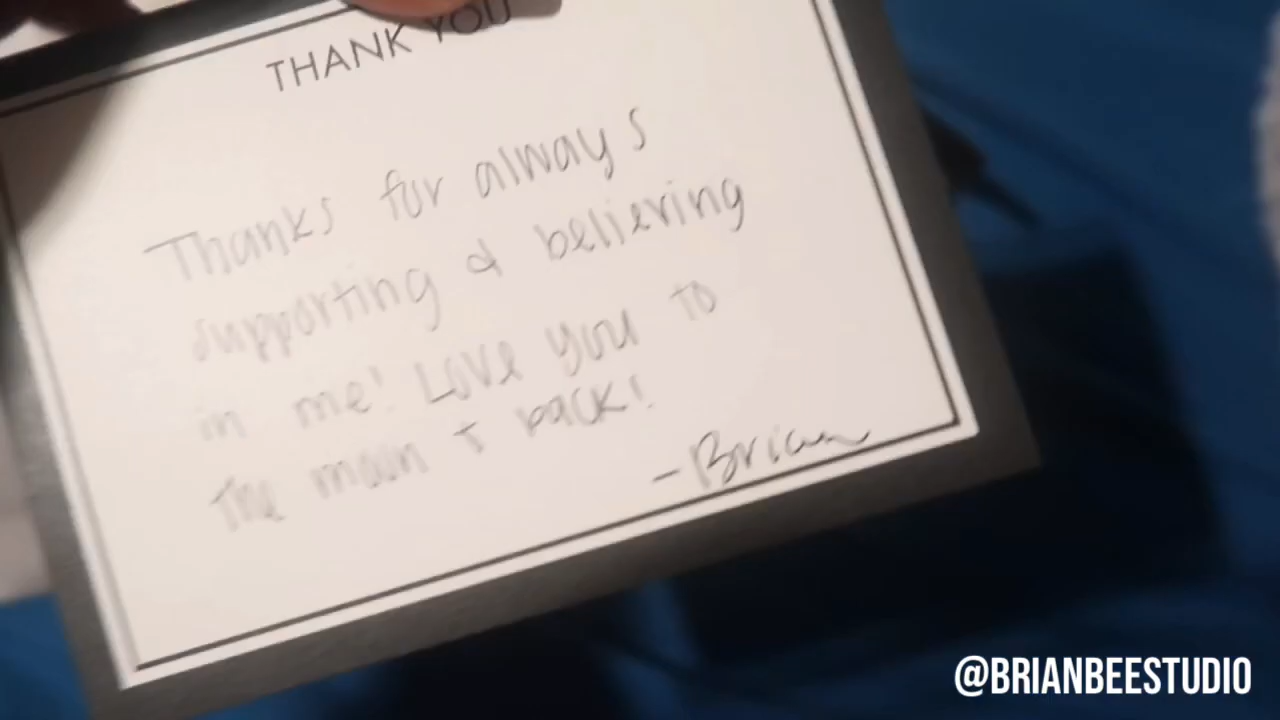 THANK YOU
Thanks for always
supporting & believing
in me! Love you to
the moon & back!
-Brian
@BRIANBEESTUDIO